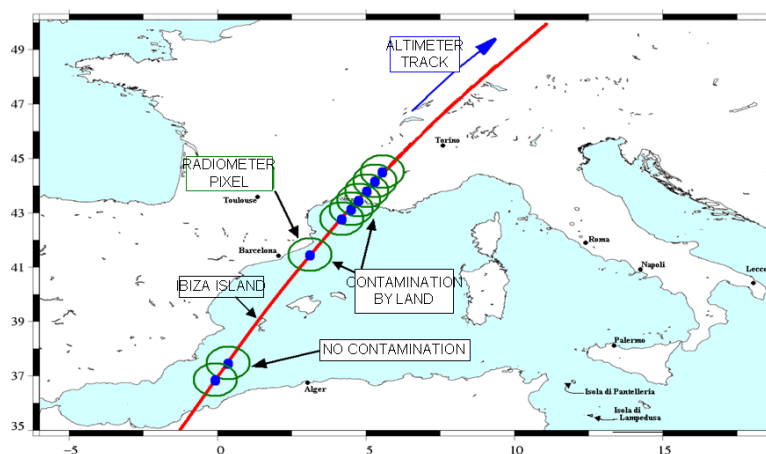 49
47
45
43
41
39
37
35
−5
0
5
10
15
ALTIMETER
TRACK
RADIOMETER
PIXEL
Torino
Toulouse
Barcelona
Roma
Napoli
Lecce
IBIZA ISLAND
CONTAMINATION
BY LAND
NO CONTAMINATION
Palermo
Alger
Isola di Pantelleria
Isola di
Lampedusa